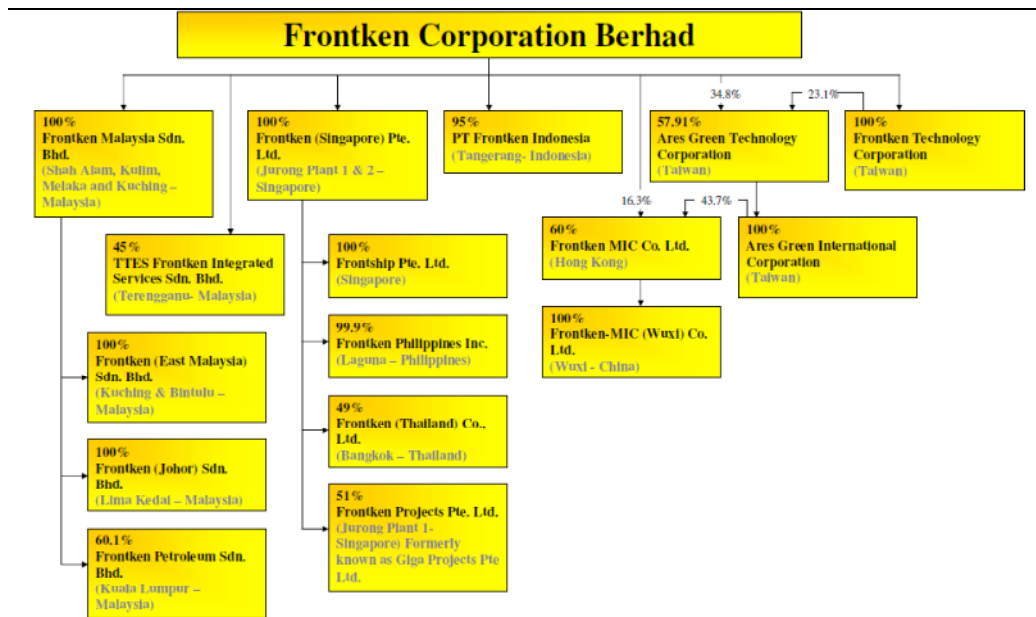 Frontken Corporation Berhad
34.8%
23.1%
100%
Frontken Malaysia Sdn.
Bhd.
(Shah Alam, Kulim,
Melaka and Kuching –
Malaysia)
100%
Frontken (Singapore) Pte.
Ltd.
(Jurong Plant 1 & 2 –
Singapore)
95%
PT Frontken Indonesia
(Tangerang- Indonesia)
57.91%
Ares Green Technology
Corporation
(Taiwan)
100%
Frontken Technology
Corporation
(Taiwan)
16.3%
43.7%
45%
TTES Frontken Integrated
Services Sdn. Bhd.
(Terengganu- Malaysia)
100%
Frontship Pte. Ltd.
(Singapore)
60%
Frontken MIC Co. Ltd.
(Hong Kong)
100%
Ares Green International
Corporation
(Taiwan)
100%
Frontken (East Malaysia)
Sdn. Bhd.
(Kuching & Bintulu –
Malaysia)
99.9%
Frontken Philippines Inc.
(Laguna – Philippines)
100%
Frontken-MIC (Wuxi) Co.
Ltd.
(Wuxi - China)
100%
Frontken (Johor) Sdn.
Bhd.
(Lima Kedai – Malaysia)
49%
Frontken (Thailand) Co.,
Ltd.
(Bangkok – Thailand)
60.1%
Frontken Petroleum Sdn.
Bhd.
(Kuala Lumpur –
Malaysia)
51%
Frontken Projects Pte. Ltd.
(Jurong Plant 1-
Singapore) Formerly
known as Giga Projects Pte
Ltd.